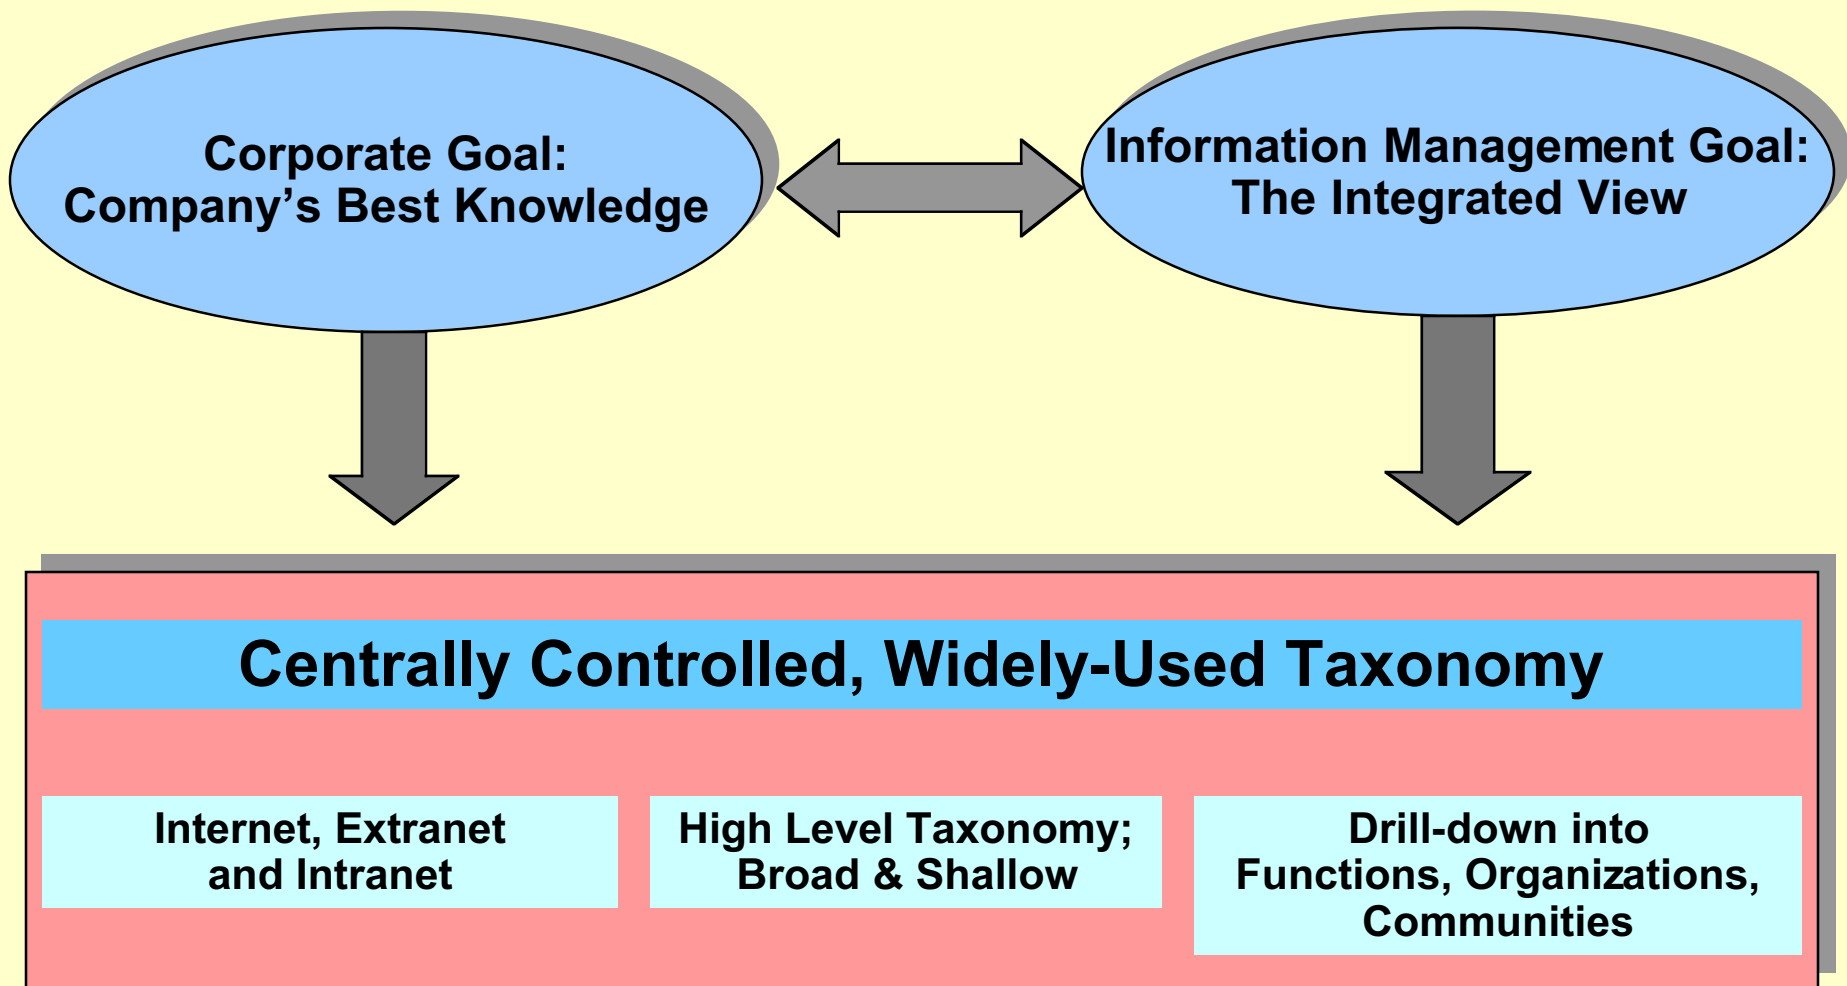 Corporate Goal:
Company’s Best Knowledge
Information Management Goal:
The Integrated View
Centrally Controlled, Widely-Used Taxonomy
Internet, Extranet
and Intranet
High Level Taxonomy;
Broad & Shallow
Drill-down into
Functions, Organizations,
Communities